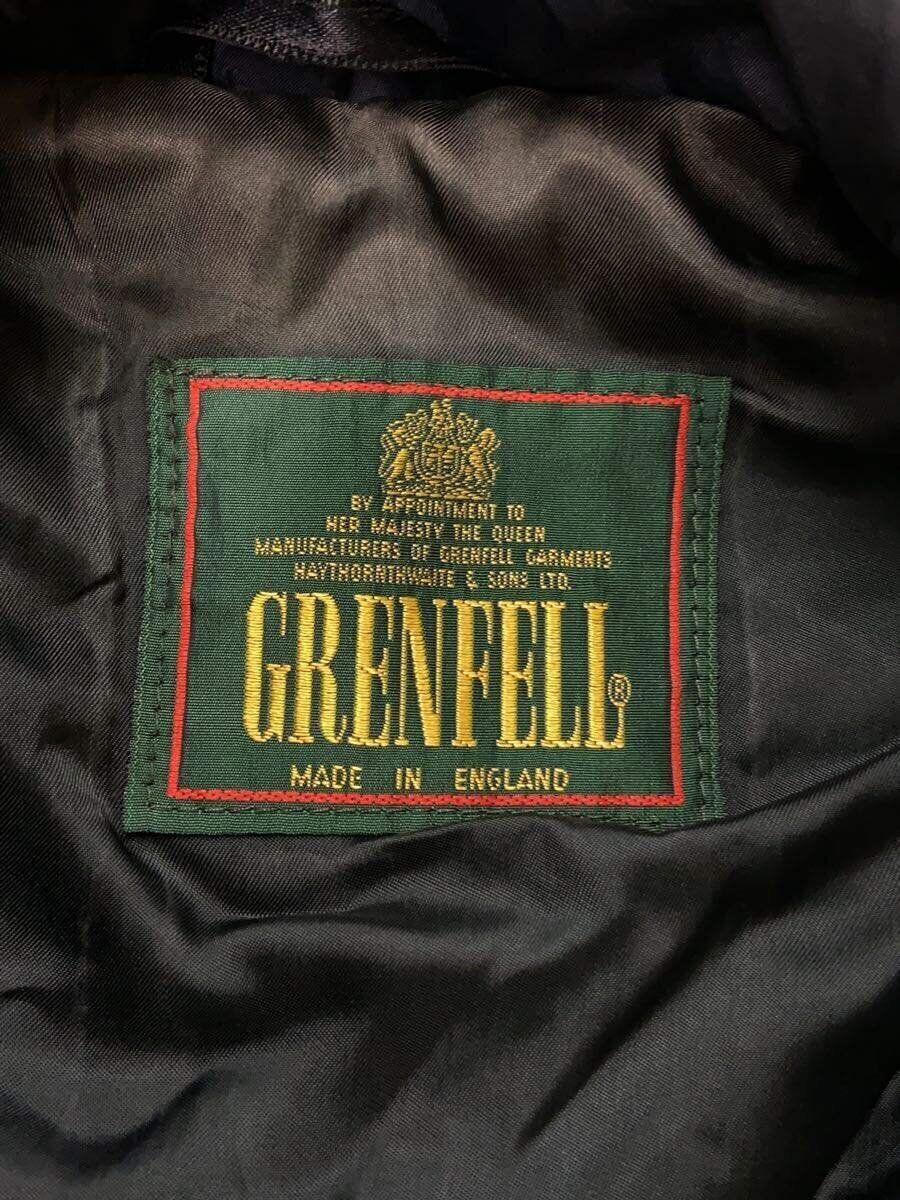 BY APPOINTMENT TO
HER MAJESTY THE QUEEN
MANUFACTURERS OF GRENFELL GARMENTS
HAYTHORNTHWAITE & SONS LTD.
GRENFELL®
MADE IN ENGLAND